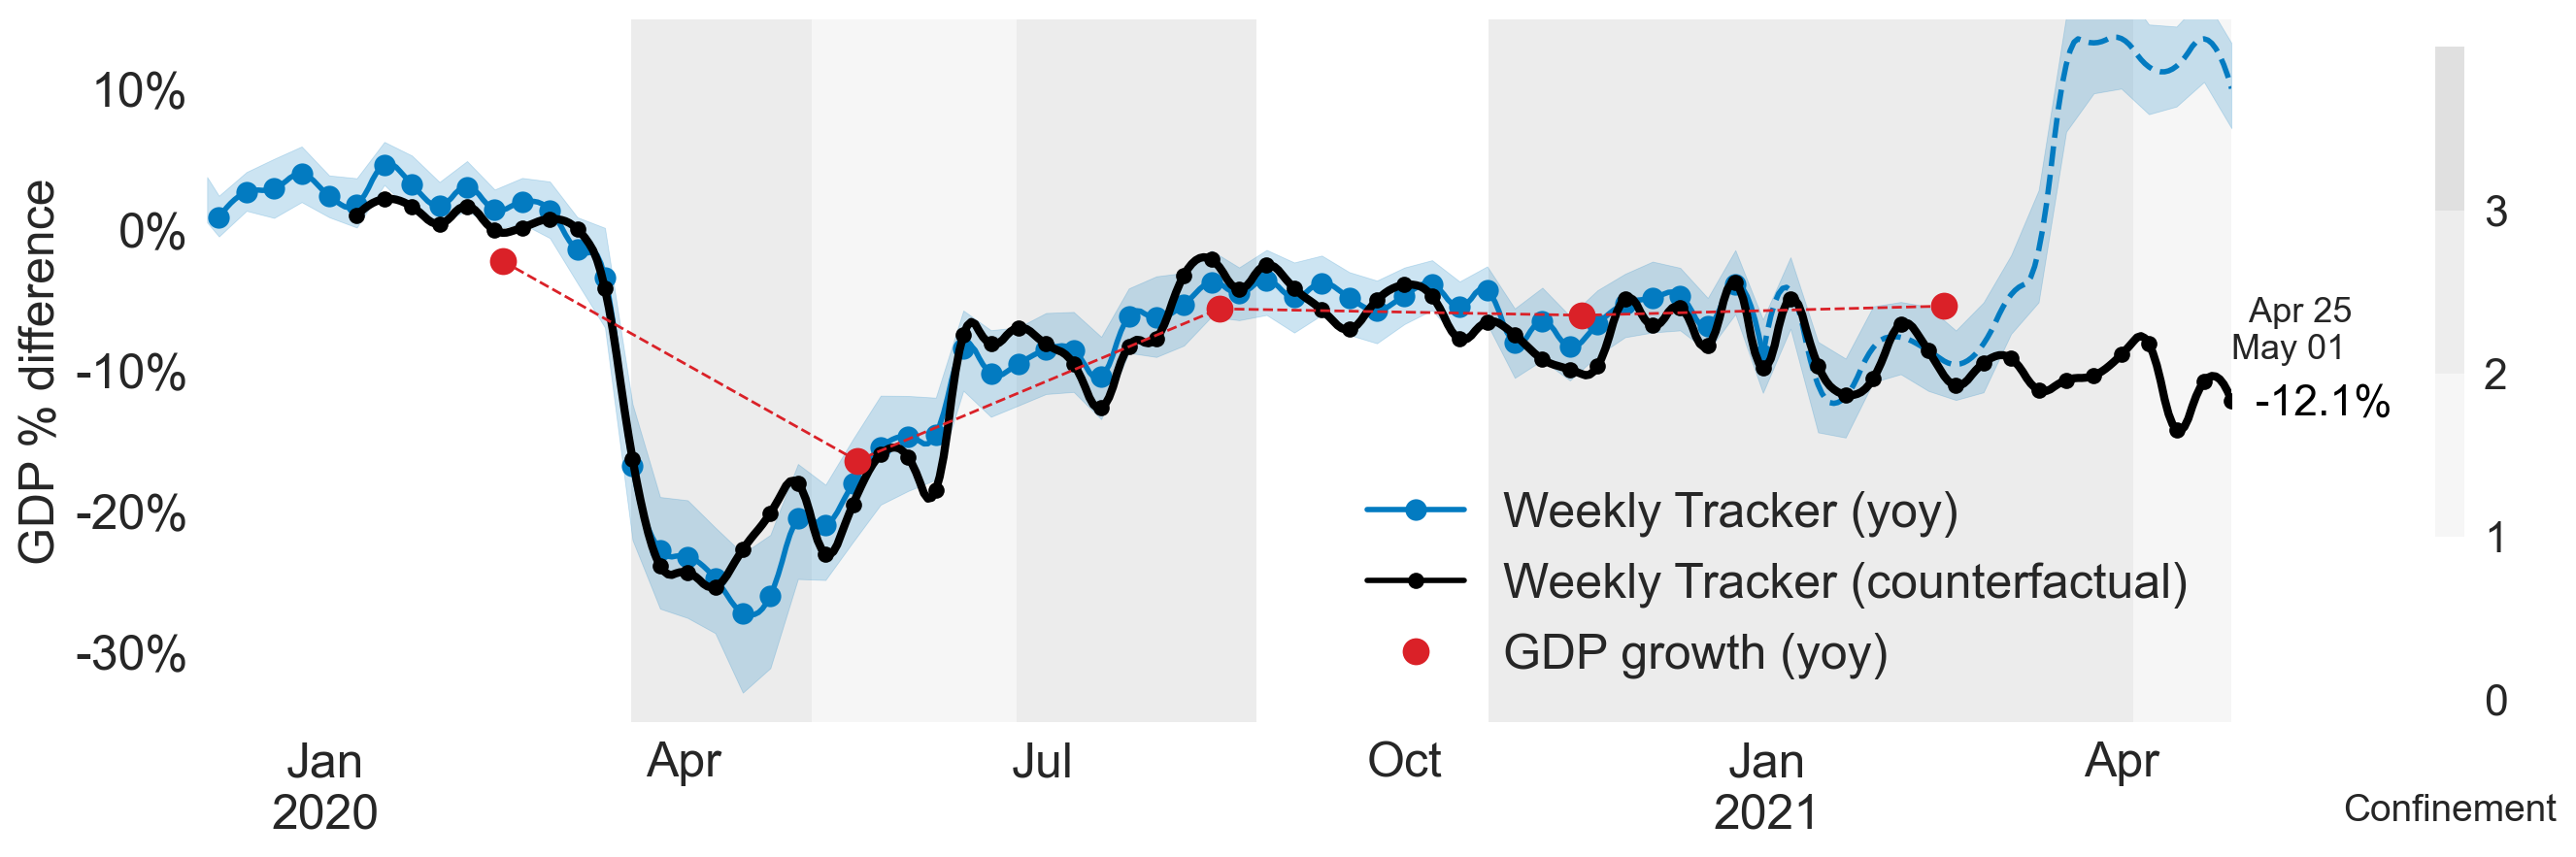 GDP % difference
10%
0%
-10%
-20%
-30%
Jan
2020
Apr
Jul
Oct
Jan
2021
Apr
Weekly Tracker (yoy)
Weekly Tracker (counterfactual)
GDP growth (yoy)
Apr 25
May 01
-12.1%
3
2
1
0
Confinement